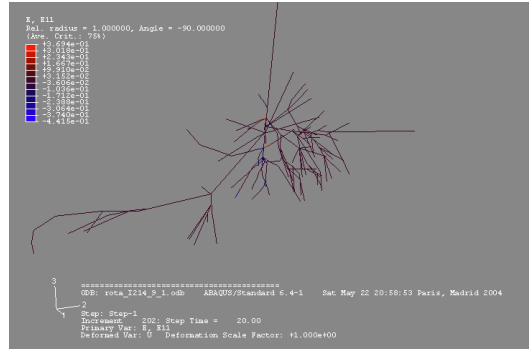 E, E11
Rel. radius = 1.000000, Angle = -90.000000
(Ave. Crit.: 75%)
+3.694e-01
+3.018e-01
+2.343e-01
+1.667e-01
+9.910e-02
+3.152e-02
-3.606e-02
-1.036e-01
-1.712e-01
-2.388e-01
-3.064e-01
-3.740e-01
-4.415e-01
3
2
1
ODB: rota_I214_9_1.odb ABAQUS/Standard 6.4-1 Sat May 22 20:58:53 Paris, Madrid 2004
Step: Step-1
Increment 202: Step Time = 20.00
Primary Var: E, E11
Deformed Var: U Deformation Scale Factor: +1.000e+00